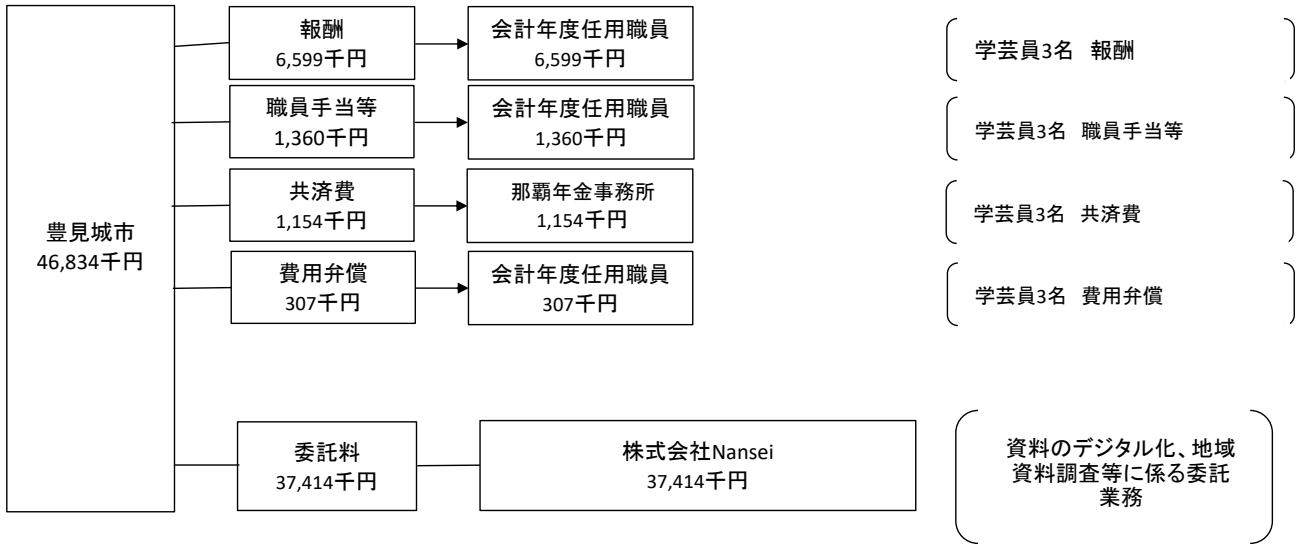 報酬
6,599千円
会計年度任用職員
6,599千円
学芸員3名 報酬
職員手当等
1,360千円
会計年度任用職員
1,360千円
学芸員3名 職員手当等
共済費
1,154千円
那覇年金事務所
1,154千円
学芸員3名 共済費
豊見城市
46,834千円
費用弁償
307千円
会計年度任用職員
307千円
学芸員3名 費用弁償
委託料
37,414千円
株式会社Nansei
37,414千円
資料のデジタル化、地域
資料調査等に係る委託
業務